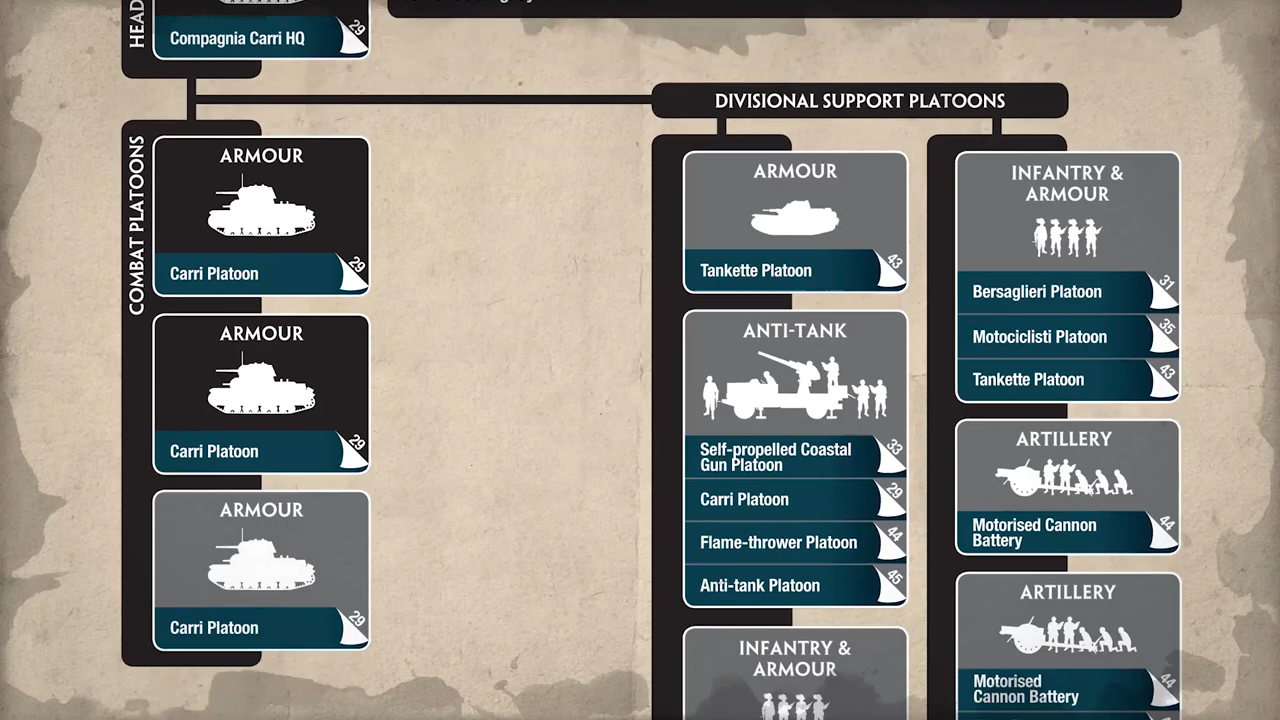 HEAD
Compagnia Carri HQ
29
DIVISIONAL SUPPORT PLATOONS
COMBAT PLATOONS
ARMOUR
Carri Platoon
29
ARMOUR
Carri Platoon
29
ARMOUR
Carri Platoon
29
ARMOUR
Tankette Platoon
43
ANTI-TANK
Self-propelled Coastal
Gun Platoon
33
Carri Platoon
29
Flame-thrower Platoon
44
Anti-tank Platoon
45
INFANTRY &
ARMOUR
INFANTRY &
ARMOUR
Bersaglieri Platoon
31
Motociclisti Platoon
35
Tankette Platoon
43
ARTILLERY
Motorised Cannon
Battery
44
ARTILLERY
Motorised
Cannon Battery
44